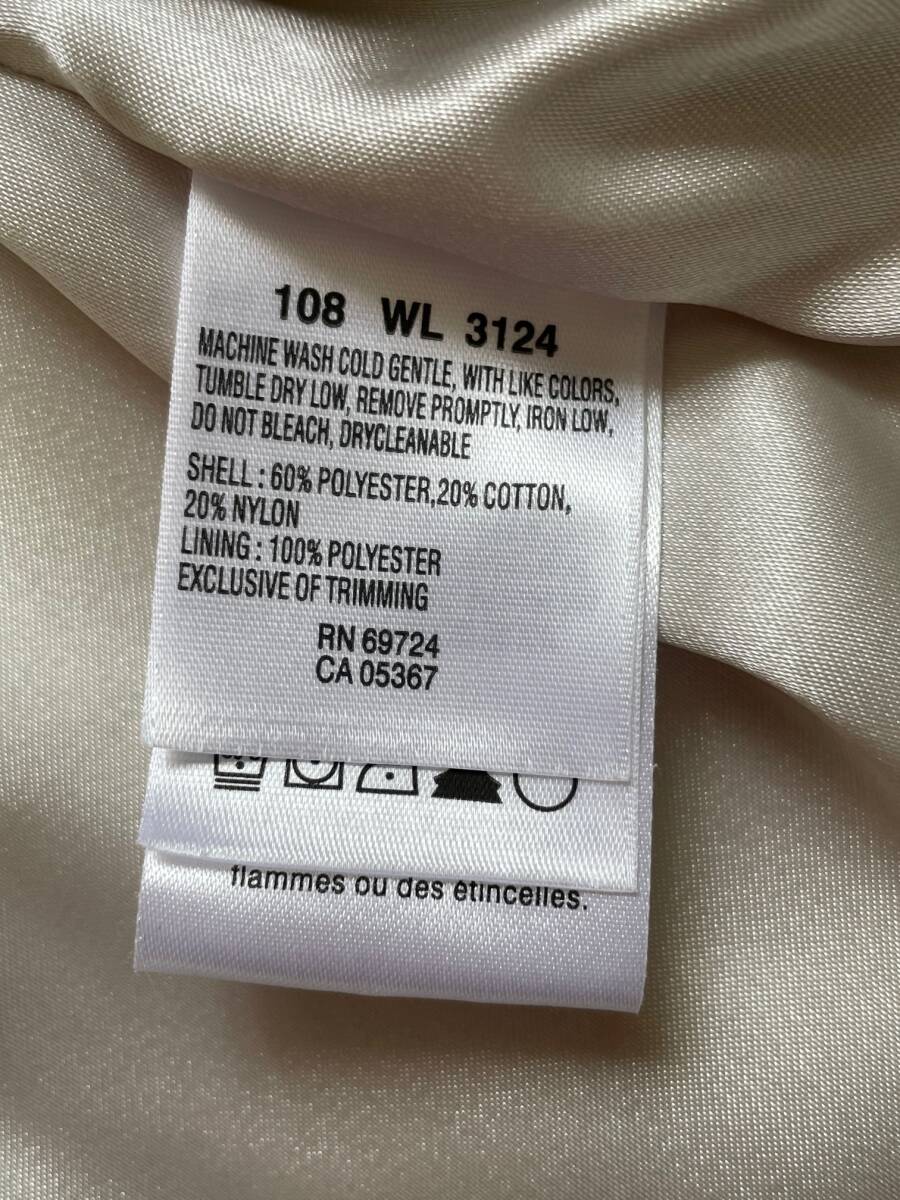 108 WL 3124
MACHINE WASH COLD GENTLE, WITH LIKE COLORS,
TUMBLE DRY LOW, REMOVE PROMPTLY, IRON LOW,
DO NOT BLEACH, DRYCLEANABLE
SHELL : 60% POLYESTER,20% COTTON,
20% NYLON
LINING : 100% POLYESTER
EXCLUSIVE OF TRIMMING
RN 69724
CA 05367
flammes ou des étincelles.